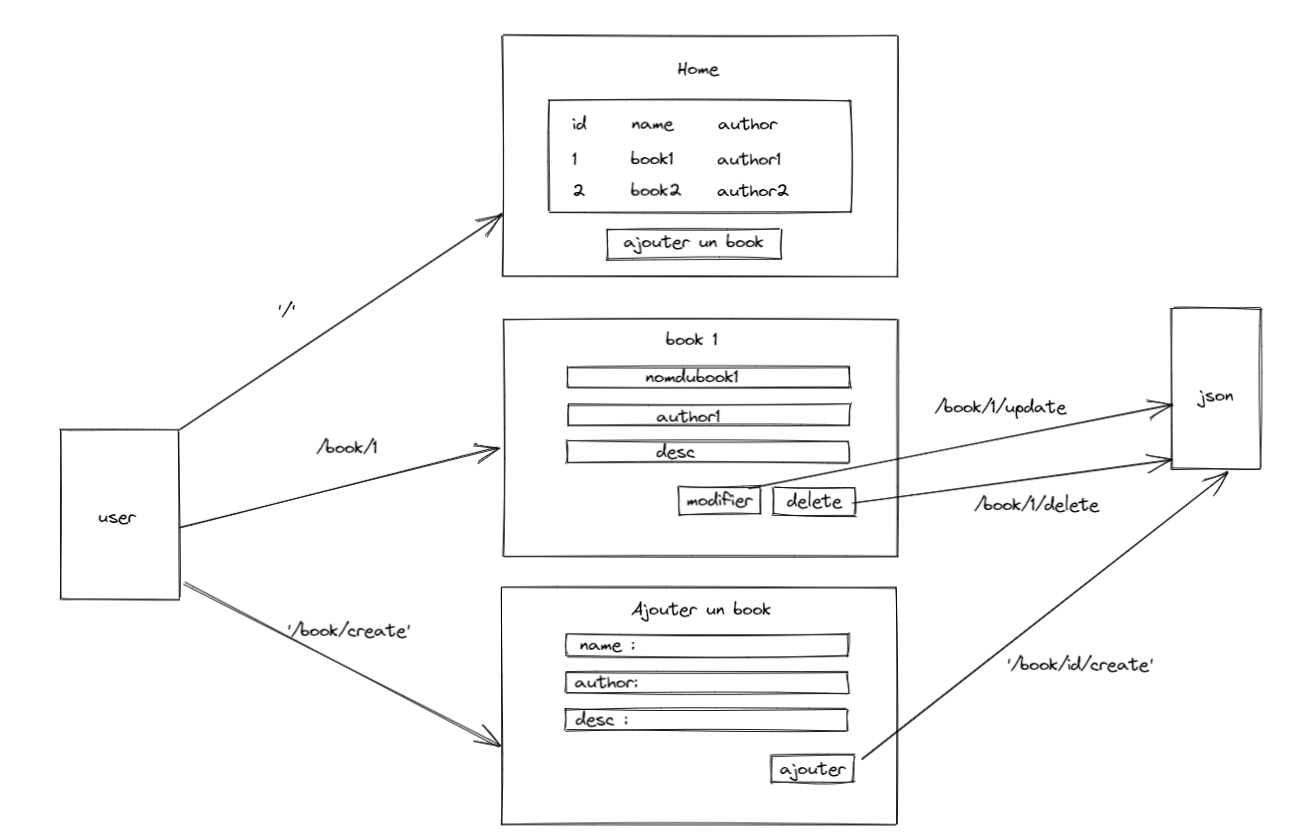 Home
id name author
1 book1 author1
2 book2 author2
ajouter un book
'/'
book 1
nomdubook1
author1
desc
modifier delete
/book/1
/book/1/update
/book/1/delete
json
user
'/book/create'
Ajouter un book
name :
author:
desc :
ajouter
'/book/id/create'